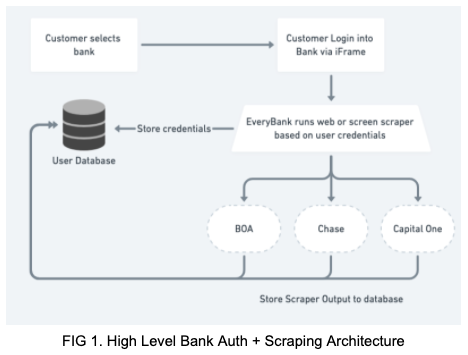 Customer selects
bank
Customer Login into
Bank via iFrame
EveryBank runs web or screen scraper
based on user credentials
Store credentials
User Database
BOA
Chase
Capital One
Store Scraper Output to database
FIG 1. High Level Bank Auth + Scraping Architecture